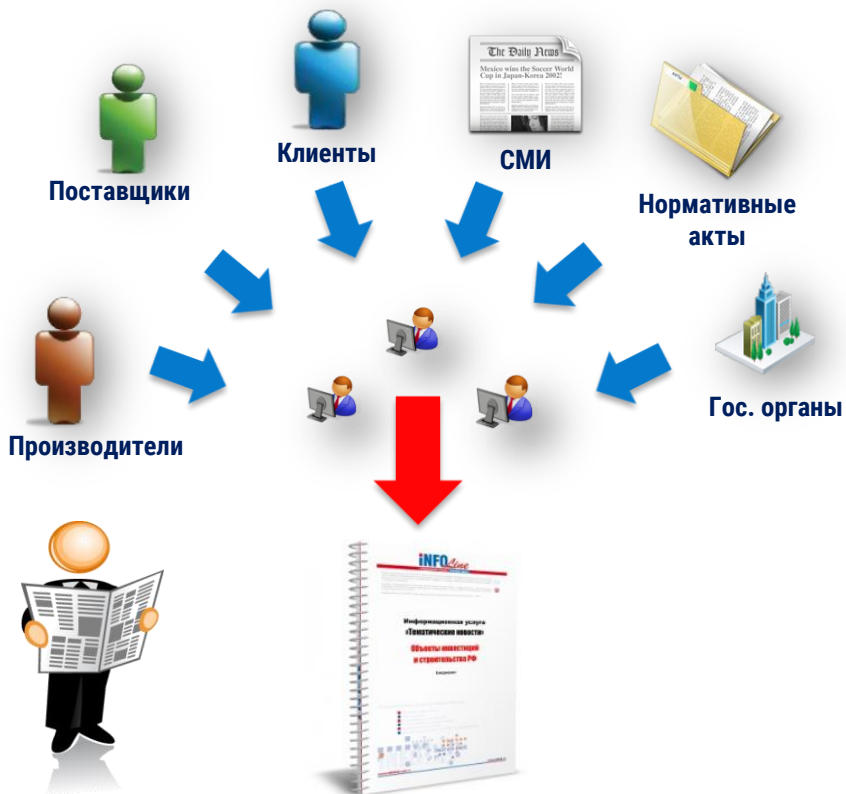 The Daily News
Mexico wins the Soccer World
Cup in Japan-Korea 2002!
Клиенты
СМИ
Поставщики
Нормативные
акты
Гос. органы
Производители
iNFOLine
Информационная услуга
«Тематические новости»
Объекты инвестиций
и строительства РФ
Ежедневно